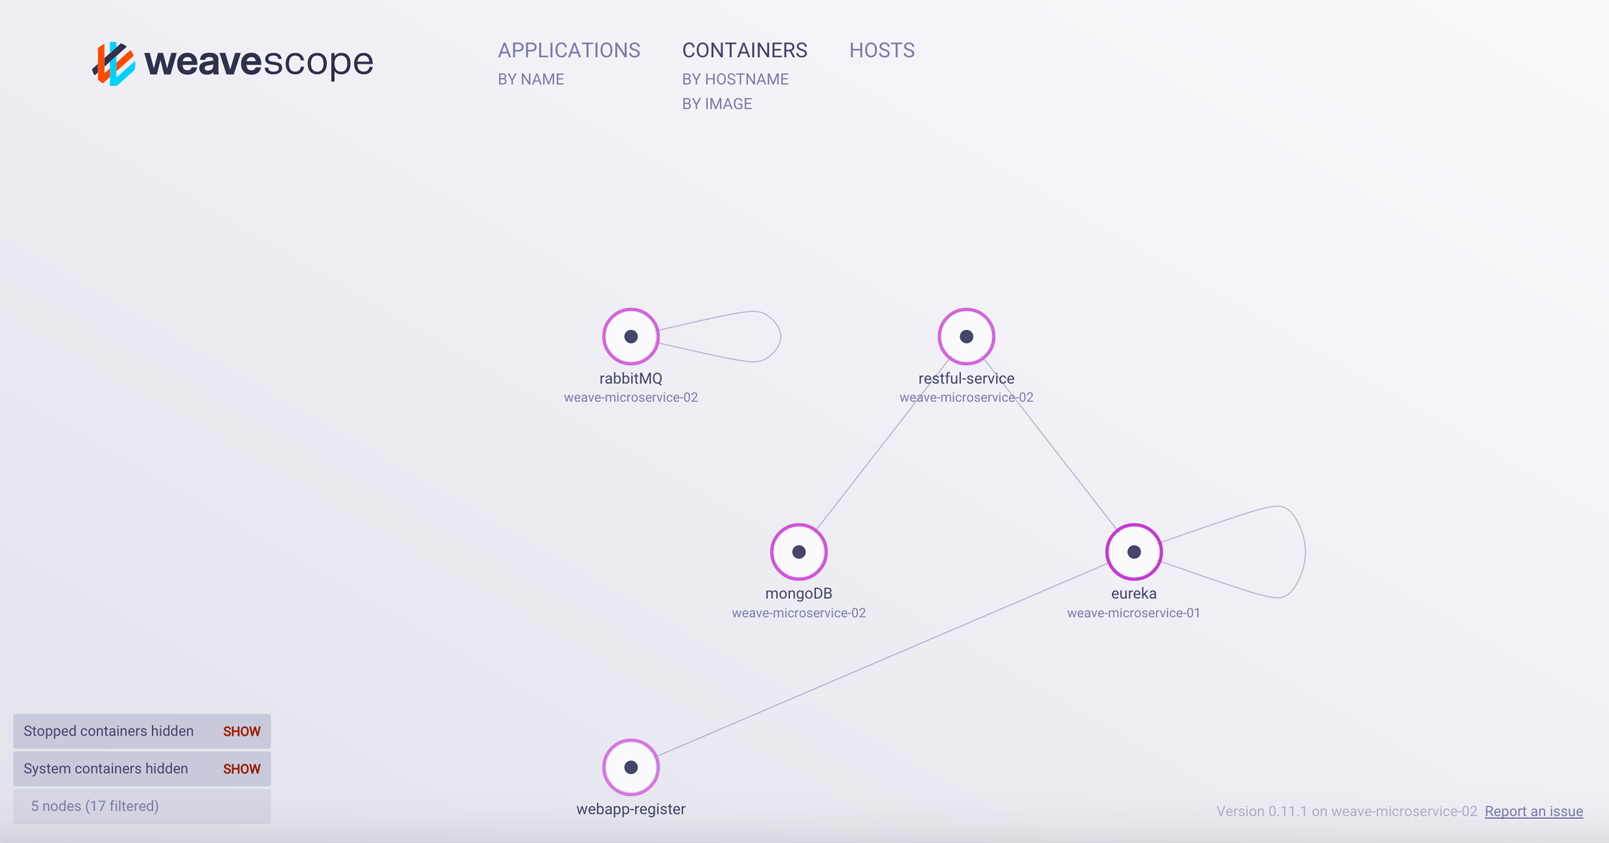 weavescope
APPLICATIONS
BY NAME
CONTAINERS
BY HOSTNAME
BY IMAGE
HOSTS
rabbitMQ
weave-microservice-02
restful-service
weave-microservice-02
mongoDB
weave-microservice-02
eureka
weave-microservice-01
webapp-register
Stopped containers hidden SHOW
System containers hidden SHOW
5 nodes (17 filtered)
Version 0.11.1 on weave-microservice-02 Report an issue